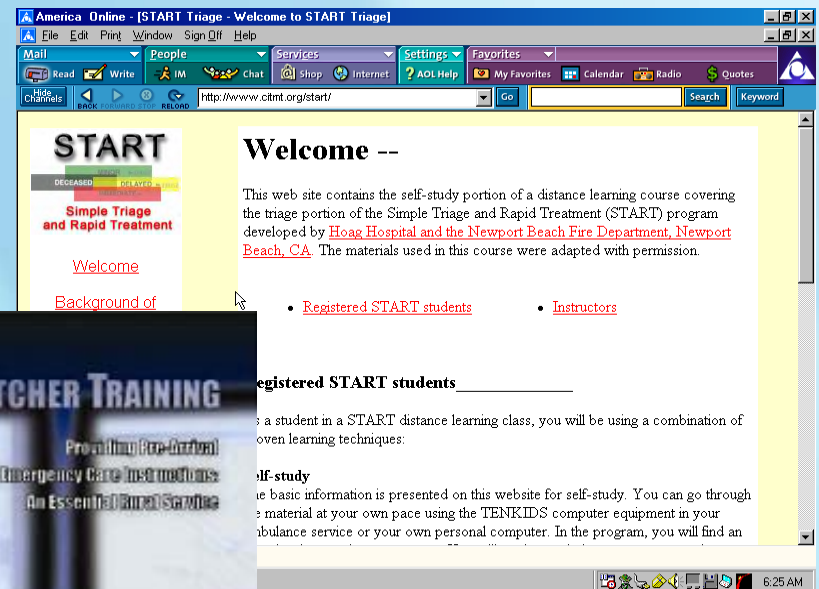 America Online - [START Triage - Welcome to START Triage]
File Edit Print Window Sign Off Help
Mail People Services Settings Favorites
Read Write IM Chat Shop Internet AOL Help My Favorites Calendar Radio Quotes
Hide Channels BACK FORWARD STOP RELOAD http://www.citmt.org/start/ Go Search Keyword
START
DECEASED DELAYED
Simple Triage
and Rapid Treatment
Welcome
Background of
Welcome --
This web site contains the self-study portion of a distance learning course covering
the triage portion of the Simple Triage and Rapid Treatment (START) program
developed by Hoag Hospital and the Newport Beach Fire Department, Newport
Beach, CA. The materials used in this course were adapted with permission.
• Registered START students • Instructors
egistered START students
s a student in a START distance learning class, you will be using a combination of
oven learning techniques:
lf-study
e basic information is presented on this website for self-study. You can go through
e material at your own pace using the TENKIDS computer equipment in your
nbulance service or your own personal computer. In the program, you will find an
TCHER TRAINING
Providing Pre-Arrival
Emergency Care Instructions:
An Essential Rural Service
6:25 AM